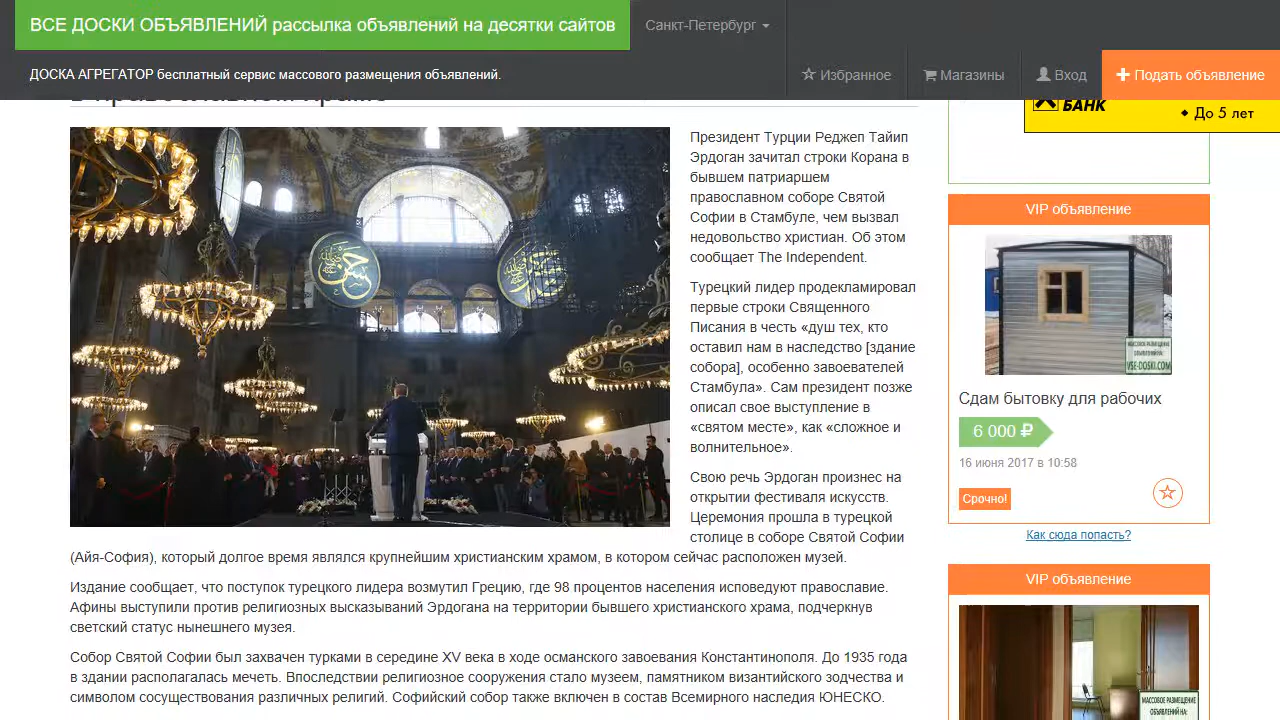 ВСЕ ДОСКИ ОБЪЯВЛЕНИЙ рассылка объявлений на десятки сайтов
Санкт-Петербург
ДОСКА АГРЕГАТОР бесплатный сервис массового размещения объявлений.
Избранное
Магазины
Вход
Подать объявление
в православном храме
Президент Турции Реджеп Тайип
Эрдоган зачитал строки Корана в
бывшем патриаршем
православном соборе Святой
Софии в Стамбуле, чем вызвал
недовольство христиан. Об этом
сообщает The Independent.
Турецкий лидер продекламировал
первые строки Священного
Писания в честь «душ тех, кто
оставил нам в наследство [здание
собора], особенно завоевателей
Стамбула». Сам президент позже
описал свое выступление в
«святом месте», как «сложное и
волнительное».
Свою речь Эрдоган произнес на
открытии фестиваля искусств.
Церемония прошла в турецкой
столице в соборе Святой Софии
(Айя-София), который долгое время являлся крупнейшим христианским храмом, в котором сейчас расположен музей.
Издание сообщает, что поступок турецкого лидера возмутил Грецию, где 98 процентов населения исповедуют православие.
Афины выступили против религиозных высказываний Эрдогана на территории бывшего христианского храма, подчеркнув
светский статус нынешнего музея.
Собор Святой Софии был захвачен турками в середине XV века в ходе османского завоевания Константинополя. До 1935 года
в здании располагалась мечеть. Впоследствии религиозное сооружения стало музеем, памятником византийского зодчества и
символом сосуществования различных религий. Софийский собор также включен в состав Всемирного наследия ЮНЕСКО.
БАНК
До 5 лет
VIP объявление
МАССОВОЕ РАЗМЕЩЕНИЕ
ОБЪЯВЛЕНИЙ НА:
VSE-DOSKI.COM
Сдам бытовку для рабочих
6 000 ₽
16 июня 2017 в 10:58
Срочно!
Как сюда попасть?
VIP объявление
МАССОВОЕ РАЗМЕЩЕНИЕ
ОБЪЯВЛЕНИЙ НА: